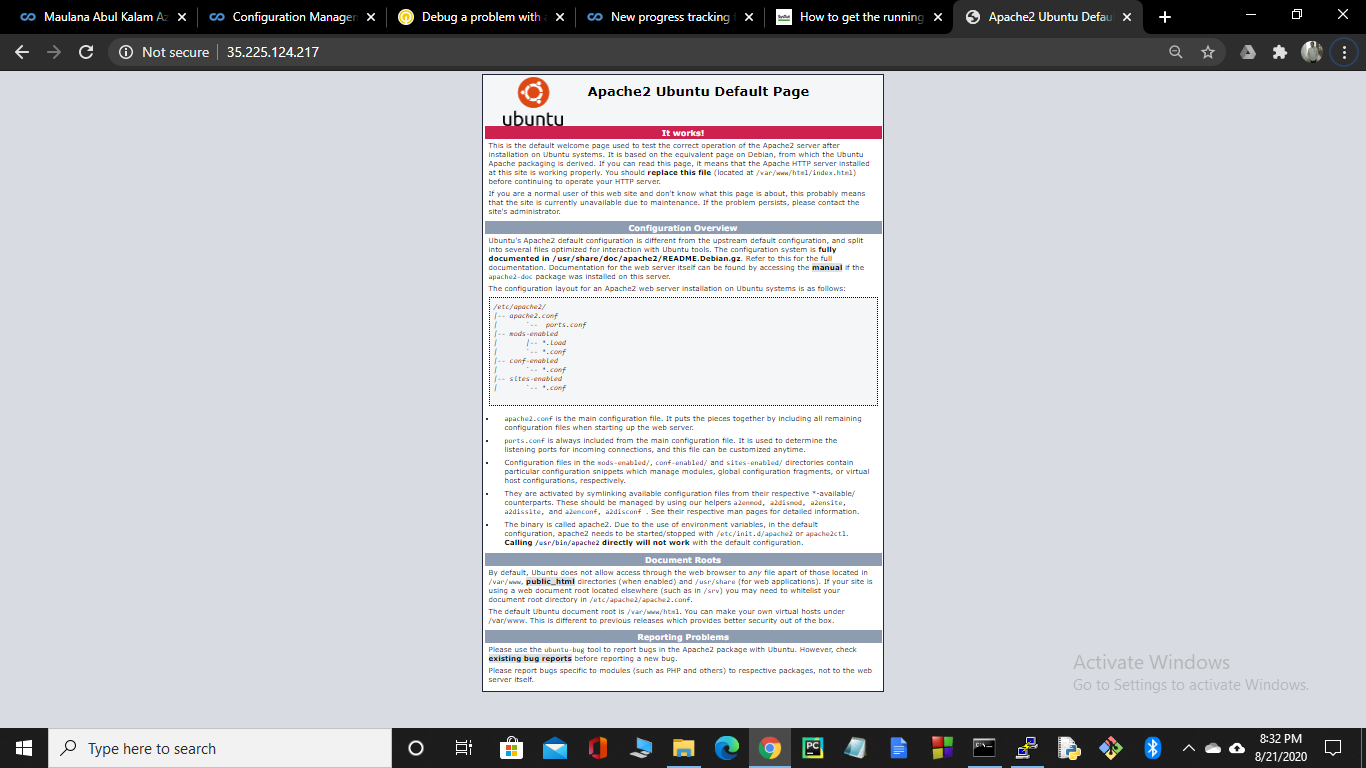 Maulana Abul Kalam Az
Configuration Managem
Debug a problem with a
New progress tracking
How to get the running
Apache2 Ubuntu Defau
Not secure
35.225.124.217
ubuntu
Apache2 Ubuntu Default Page
It works!
This is the default welcome page used to test the correct operation of the Apache2 server after
installation on Ubuntu systems. It is based on the equivalent page on Debian, from which the Ubuntu
Apache packaging is derived. If you can read this page, it means that the Apache HTTP server installed
at this site is working properly. You should replace this file (located at /var/www/html/index.html)
before continuing to operate your HTTP server.
If you are a normal user of this web site and don't know what this page is about, this probably means
that the site is currently unavailable due to maintenance. If the problem persists, please contact the
site's administrator.
Configuration Overview
Ubuntu's Apache2 default configuration is different from the upstream default configuration, and split
into several files optimized for interaction with Ubuntu tools. The configuration system is fully
documented in /usr/share/doc/apache2/README.Debian.gz. Refer to this for the full
documentation. Documentation for the web server itself can be found by accessing the manual if the
apache2-doc package was installed on this server.
The configuration layout for an Apache2 web server installation on Ubuntu systems is as follows:
/etc/apache2/
|-- apache2.conf
|       `--  ports.conf
|-- mods-enabled
|       |-- *.load
|       `-- *.conf
|-- conf-enabled
|       `-- *.conf
|-- sites-enabled
|       `-- *.conf
• apache2.conf is the main configuration file. It puts the pieces together by including all remaining
configuration files when starting up the web server.
• ports.conf is always included from the main configuration file. It is used to determine the
listening ports for incoming connections, and this file can be customized anytime.
• Configuration files in the mods-enabled/, conf-enabled/ and sites-enabled/ directories contain
particular configuration snippets which manage modules, global configuration fragments, or virtual
host configurations, respectively.
• They are activated by symlinking available configuration files from their respective *-available/
counterparts. These should be managed by using our helpers a2enmod, a2dismod, a2ensite,
a2dissite, and a2enconf, a2disconf . See their respective man pages for detailed information.
• The binary is called apache2. Due to the use of environment variables, in the default
configuration, apache2 needs to be started/stopped with /etc/init.d/apache2 or apache2ctl.
Calling /usr/bin/apache2 directly will not work with the default configuration.
Document Roots
By default, Ubuntu does not allow access through the web browser to any file apart of those located in
/var/www, public_html directories (when enabled) and /usr/share (for web applications). If your site is
using a web document root located elsewhere (such as in /srv) you may need to whitelist your
document root directory in /etc/apache2/apache2.conf.
The default Ubuntu document root is /var/www/html. You can make your own virtual hosts under
/var/www. This is different to previous releases which provides better security out of the box.
Reporting Problems
Please use the ubuntu-bug tool to report bugs in the Apache2 package with Ubuntu. However, check
existing bug reports before reporting a new bug.
Please report bugs specific to modules (such as PHP and others) to respective packages, not to the web
server itself.
Activate Windows
Go to Settings to activate Windows.
Type here to search
PC
8:32 PM
8/21/2020